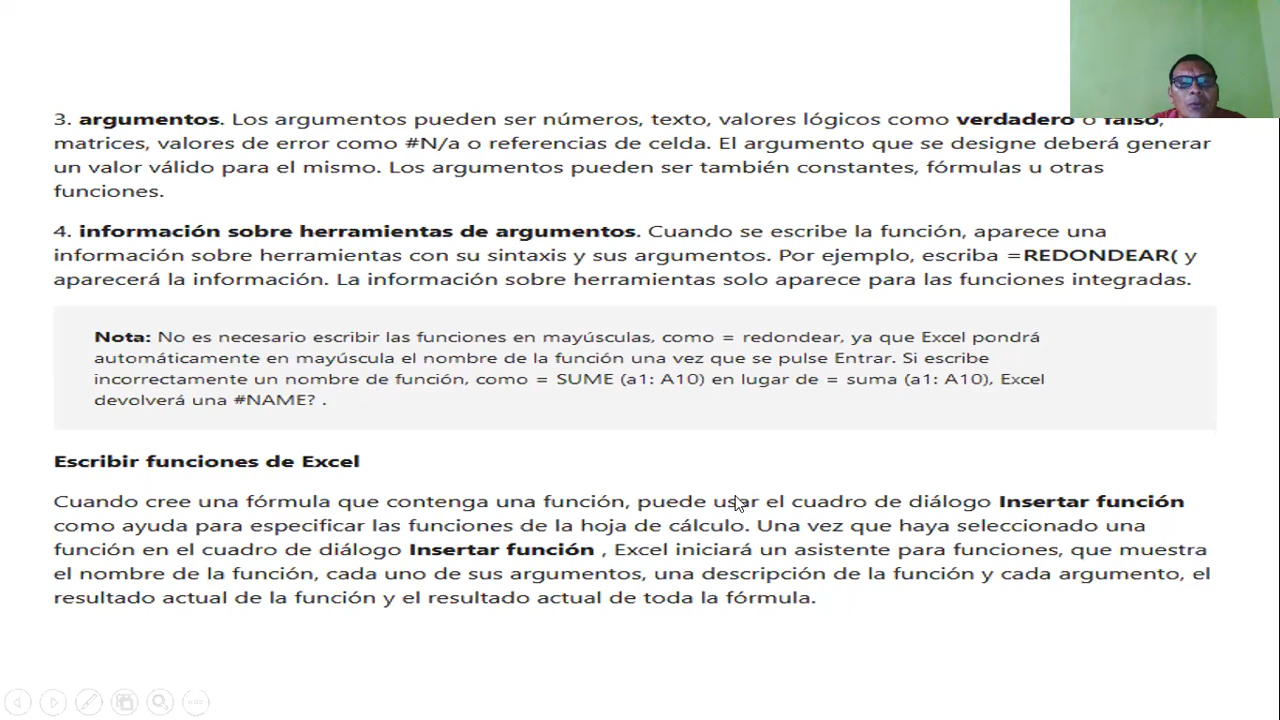 3. argumentos. Los argumentos pueden ser números, texto, valores lógicos como verdadero o falso,
matrices, valores de error como #N/a o referencias de celda. El argumento que se designe deberá generar
un valor válido para el mismo. Los argumentos pueden ser también constantes, fórmulas u otras
funciones.
4. información sobre herramientas de argumentos. Cuando se escribe la función, aparece una
información sobre herramientas con su sintaxis y sus argumentos. Por ejemplo, escriba =REDONDEAR( y
aparecerá la información. La información sobre herramientas solo aparece para las funciones integradas.
Nota: No es necesario escribir las funciones en mayúsculas, como = redondear, ya que Excel pondrá
automáticamente en mayúscula el nombre de la función una vez que se pulse Entrar. Si escribe
incorrectamente un nombre de función, como = SUME (a1: A10) en lugar de = suma (a1: A10), Excel
devolverá una #NAME? .
Escribir funciones de Excel
Cuando cree una fórmula que contenga una función, puede usar el cuadro de diálogo Insertar función
como ayuda para especificar las funciones de la hoja de cálculo. Una vez que haya seleccionado una
función en el cuadro de diálogo Insertar función , Excel iniciará un asistente para funciones, que muestra
el nombre de la función, cada uno de sus argumentos, una descripción de la función y cada argumento, el
resultado actual de la función y el resultado actual de toda la fórmula.